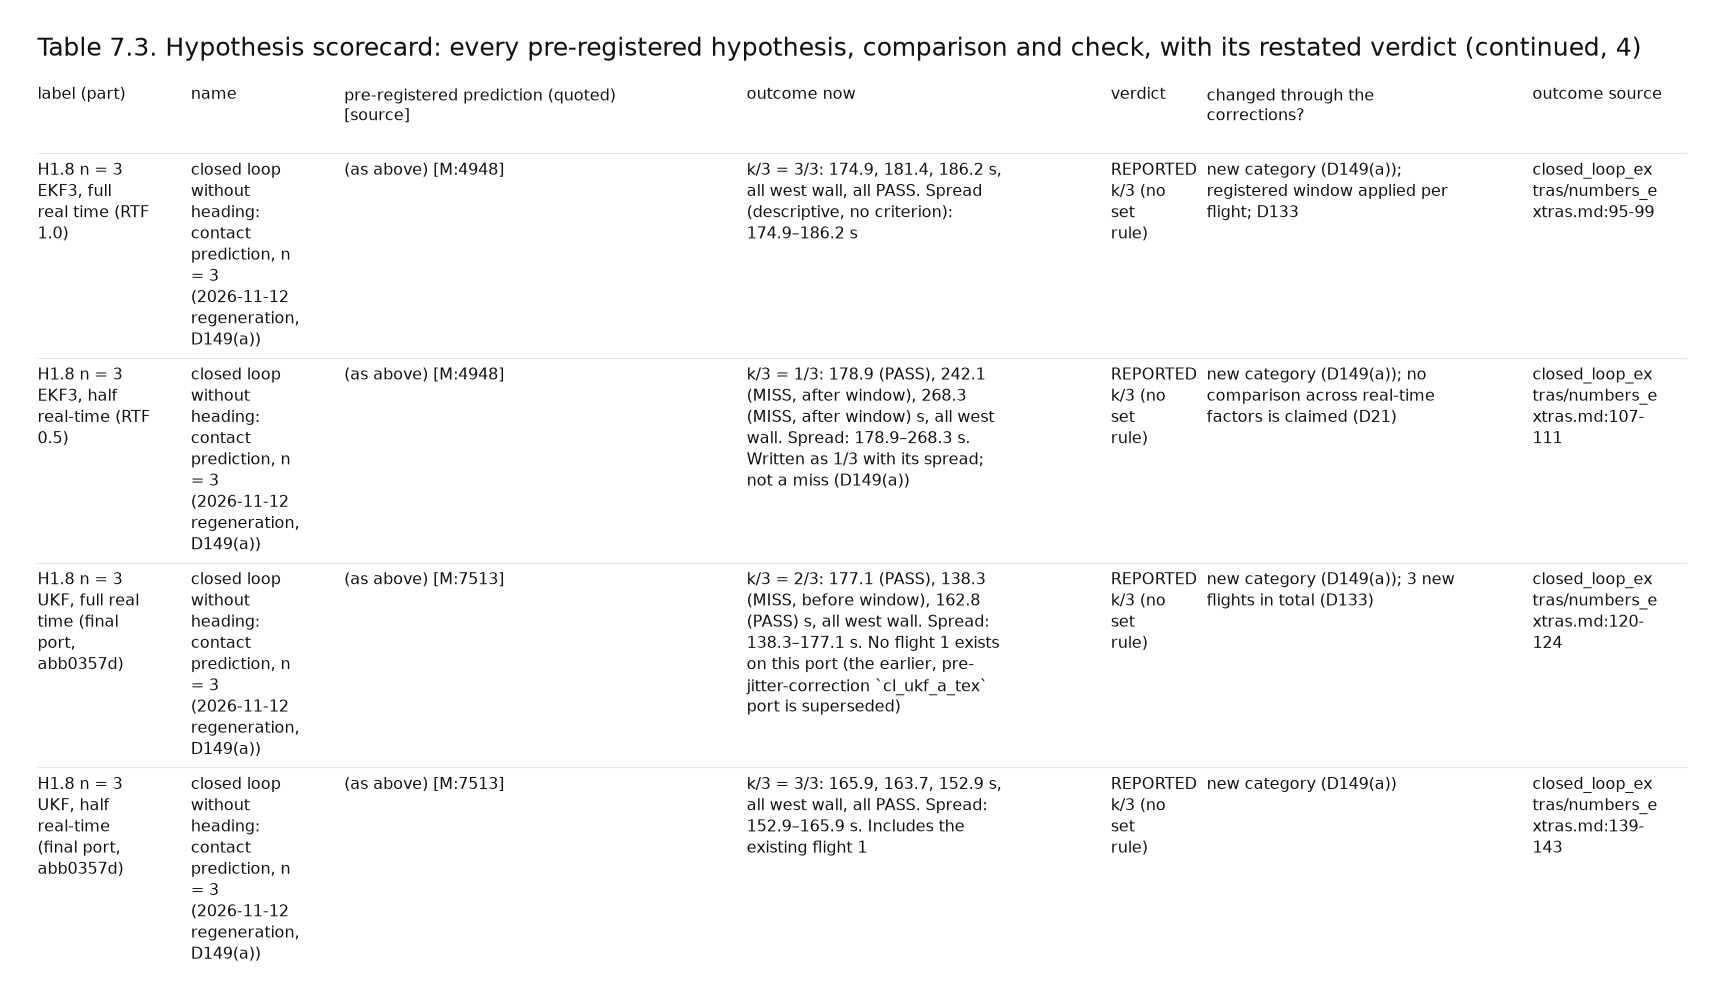 Table 7.3. Hypothesis scorecard: every pre-registered hypothesis, comparison and check, with its restated verdict (continued, 4)
label (part)
name
pre-registered prediction (quoted)
[source]
outcome now
verdict
changed through the
corrections?
outcome source
H1.8 n = 3
EKF3, full
real time (RTF
1.0)
closed loop
without
heading:
contact
prediction, n
= 3
(2026-11-12
regeneration,
D149(a))
(as above) [M:4948]
k/3 = 3/3: 174.9, 181.4, 186.2 s,
all west wall, all PASS. Spread
(descriptive, no criterion):
174.9–186.2 s
REPORTED
k/3 (no
set
rule)
new category (D149(a));
registered window applied per
flight; D133
closed_loop_ex
tras/numbers_e
xtras.md:95-99
H1.8 n = 3
EKF3, half
real-time (RTF
0.5)
closed loop
without
heading:
contact
prediction, n
= 3
(2026-11-12
regeneration,
D149(a))
(as above) [M:4948]
k/3 = 1/3: 178.9 (PASS), 242.1
(MISS, after window), 268.3
(MISS, after window) s, all west
wall. Spread: 178.9–268.3 s.
Written as 1/3 with its spread;
not a miss (D149(a))
REPORTED
k/3 (no
set
rule)
new category (D149(a)); no
comparison across real-time
factors is claimed (D21)
closed_loop_ex
tras/numbers_e
xtras.md:107-
111
H1.8 n = 3
UKF, full real
time (final
port,
abb0357d)
closed loop
without
heading:
contact
prediction, n
= 3
(2026-11-12
regeneration,
D149(a))
(as above) [M:7513]
k/3 = 2/3: 177.1 (PASS), 138.3
(MISS, before window), 162.8
(PASS) s, all west wall. Spread:
138.3–177.1 s. No flight 1 exists
on this port (the earlier, pre-
jitter-correction `cl_ukf_a_tex`
port is superseded)
REPORTED
k/3 (no
set
rule)
new category (D149(a)); 3 new
flights in total (D133)
closed_loop_ex
tras/numbers_e
xtras.md:120-
124
H1.8 n = 3
UKF, half
real-time
(final port,
abb0357d)
closed loop
without
heading:
contact
prediction, n
= 3
(2026-11-12
regeneration,
D149(a))
(as above) [M:7513]
k/3 = 3/3: 165.9, 163.7, 152.9 s,
all west wall, all PASS. Spread:
152.9–165.9 s. Includes the
existing flight 1
REPORTED
k/3 (no
set
rule)
new category (D149(a))
closed_loop_ex
tras/numbers_e
xtras.md:139-
143